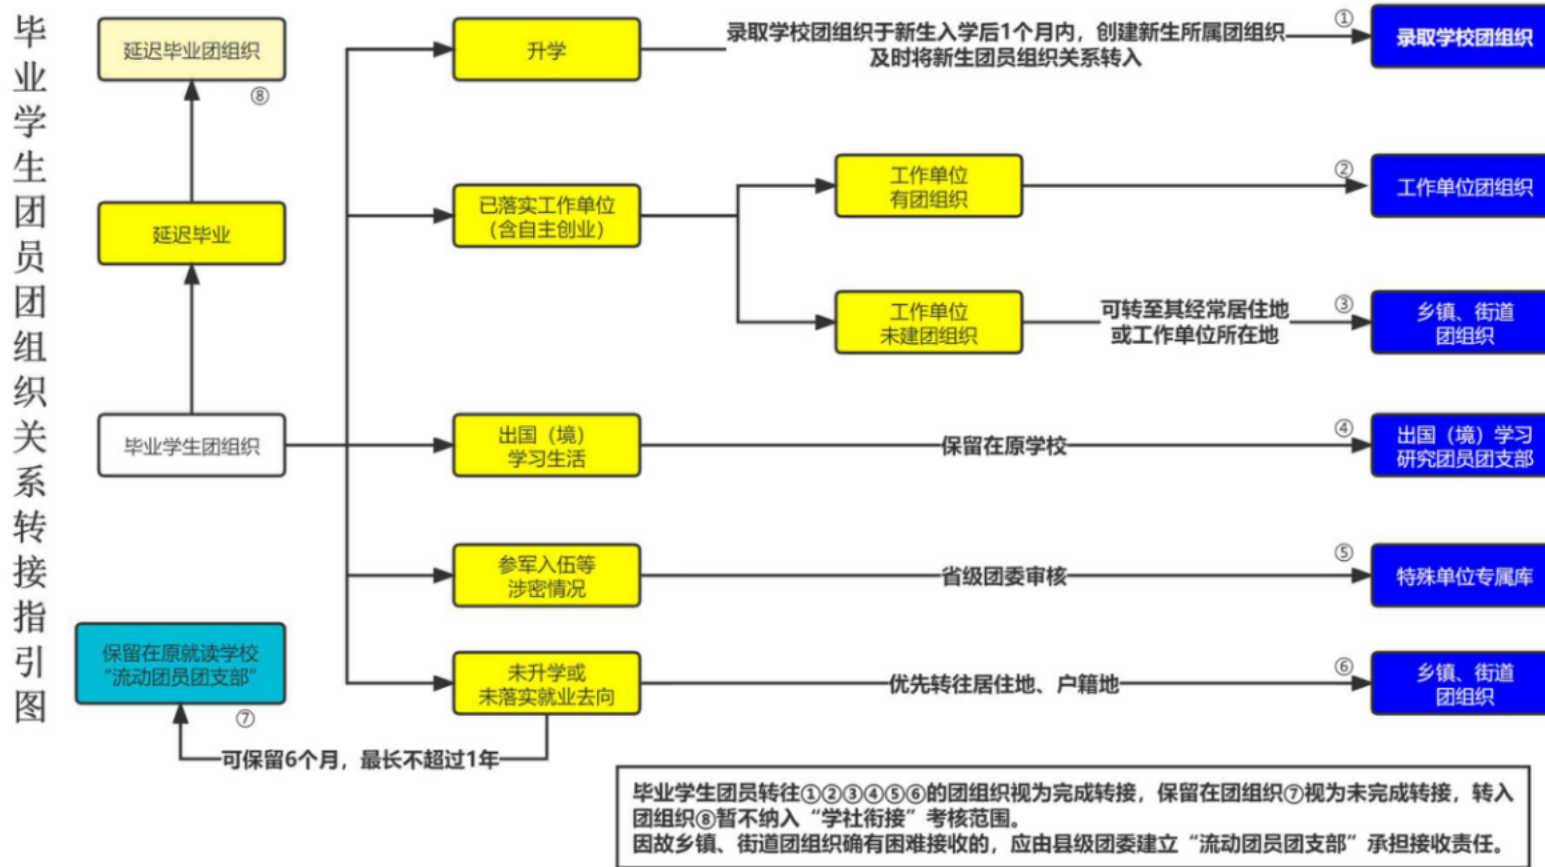 毕业学生团员团组织关系转接指引图
延迟毕业团组织
⑧
延迟毕业
毕业学生团组织
升学
录取学校团组织于新生入学后1个月内，创建新生所属团组织
及时将新生团员组织关系转入
①
录取学校团组织
已落实工作单位
（含自主创业）
工作单位
有团组织
②
工作单位团组织
工作单位
未建团组织
可转至其经常居住地
或工作单位所在地
③
乡镇、街道
团组织
出国（境）
学习生活
保留在原学校
④
出国（境）学习
研究团员团支部
参军入伍等
涉密情况
省级团委审核
⑤
特殊单位专属库
未升学或
未落实就业去向
优先转往居住地、户籍地
⑥
乡镇、街道
团组织
保留在原就读学校
“流动团员团支部”
⑦
可保留6个月，最长不超过1年
毕业学生团员转往①②③④⑤⑥的团组织视为完成转接，保留在团组织⑦视为未完成转接，转入
团组织⑧暂不纳入“学社衔接”考核范围。
因故乡镇、街道团组织确有困难接收的，应由县级团委建立“流动团员团支部”承担接收责任。